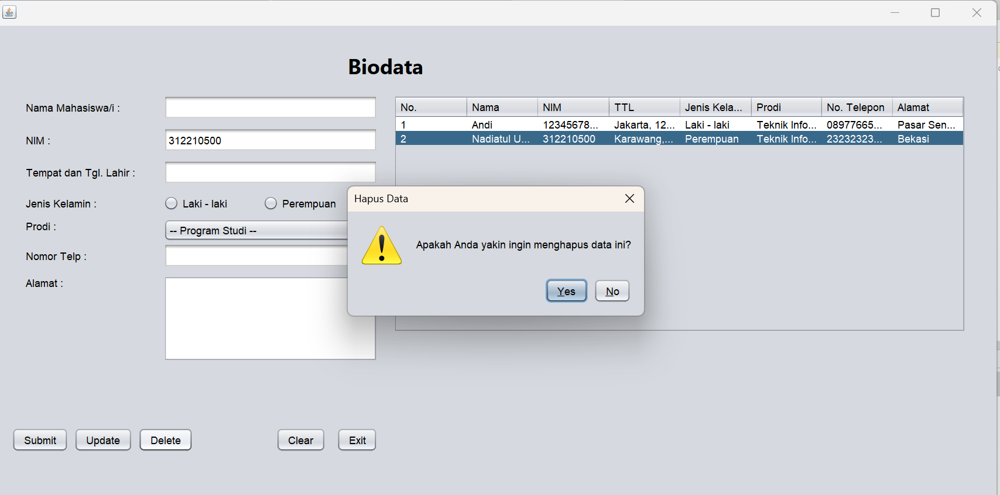 Biodata
Nama Mahasiswa/i :
NIM :
312210500
Tempat dan Tgl. Lahir :
Jenis Kelamin :
Laki - laki
Perempuan
Prodi :
-- Program Studi --
Nomor Telp :
Alamat :
No. Nama NIM TTL Jenis Kela... Prodi No. Telepon Alamat
1 Andi 12345678... Jakarta, 12... Laki - laki Teknik Info... 08977665... Pasar Sen...
2 Nadiatul U... 312210500 Karawang,... Perempuan Teknik Info... 23232323... Bekasi
Hapus Data
Apakah Anda yakin ingin menghapus data ini?
Yes No
Submit Update Delete Clear Exit